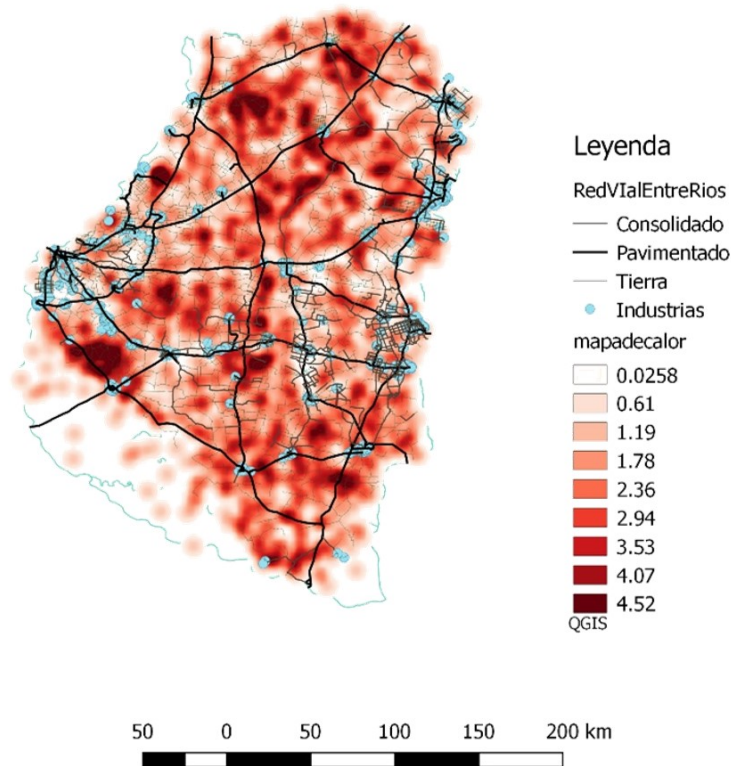 Leyenda
RedVIalEntreRios
Consolidado
Pavimentado
Tierra
Industrias
mapadecalor
0.0258
0.61
1.19
1.78
2.36
2.94
3.53
4.07
4.52
QGIS
50 0 50 100 150 200 km